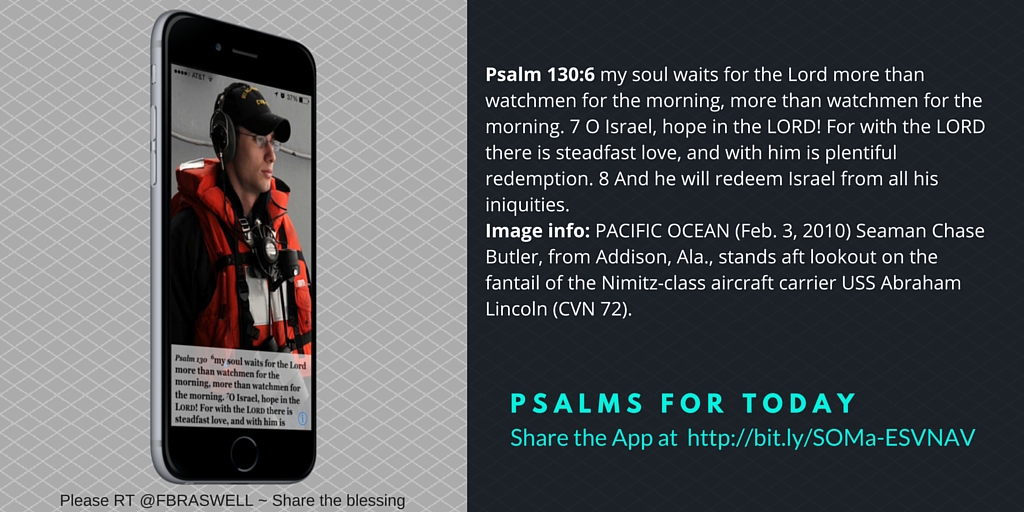 AT&T
37%
Psalm 130 6my soul waits for the Lord
more than watchmen for the
morning, more than watchmen for
the morning. 7O Israel, hope in the
LORD! For with the LORD there is
steadfast love, and with him is
Please RT @FBRASWELL ~ Share the blessing
Psalm 130:6 my soul waits for the Lord more than
watchmen for the morning, more than watchmen for the
morning. 7 O Israel, hope in the LORD! For with the LORD
there is steadfast love, and with him is plentiful
redemption. 8 And he will redeem Israel from all his
iniquities.
Image info: PACIFIC OCEAN (Feb. 3, 2010) Seaman Chase
Butler, from Addison, Ala., stands aft lookout on the
fantail of the Nimitz-class aircraft carrier USS Abraham
Lincoln (CVN 72).
PSALMS FOR TODAY
Share the App at http://bit.ly/SOMa-ESVNAV